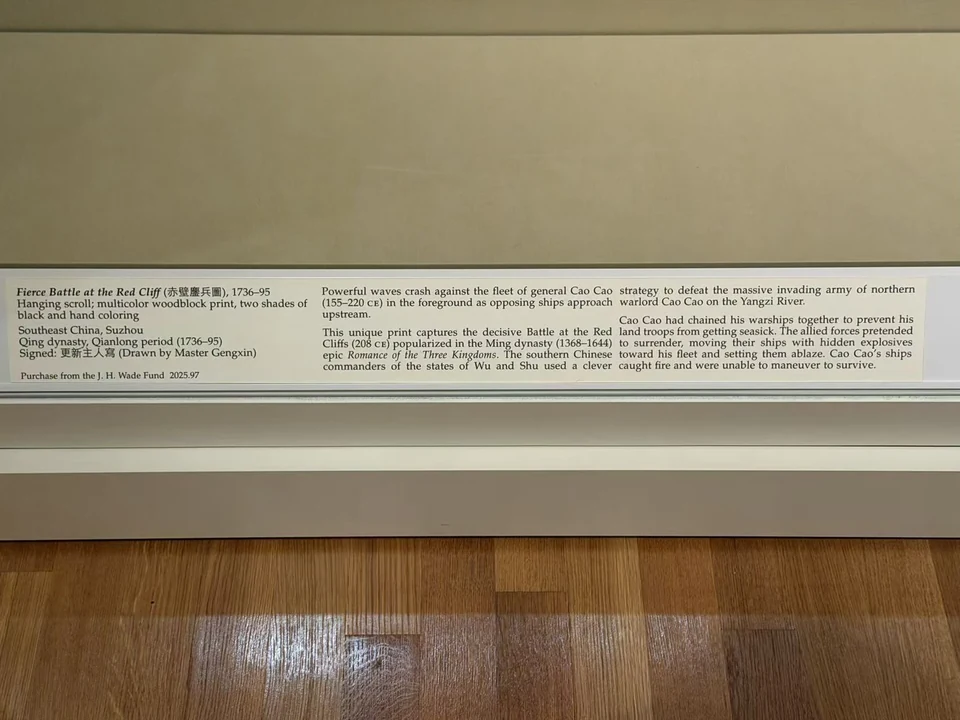 Fierce Battle at the Red Cliff (赤壁鏖兵圖), 1736–95
Hanging scroll; multicolor woodblock print, two shades of
black and hand coloring
Southeast China, Suzhou
Qing dynasty, Qianlong period (1736–95)
Signed: 更新主人寫 (Drawn by Master Gengxin)
Purchase from the J. H. Wade Fund 2025.97
Powerful waves crash against the fleet of general Cao Cao
(155–220 CE) in the foreground as opposing ships approach
upstream.
This unique print captures the decisive Battle at the Red
Cliffs (208 CE) popularized in the Ming dynasty (1368–1644)
epic Romance of the Three Kingdoms. The southern Chinese
commanders of the states of Wu and Shu used a clever
strategy to defeat the massive invading army of northern
warlord Cao Cao on the Yangzi River.
Cao Cao had chained his warships together to prevent his
land troops from getting seasick. The allied forces pretended
to surrender, moving their ships with hidden explosives
toward his fleet and setting them ablaze. Cao Cao's ships
caught fire and were unable to maneuver to survive.